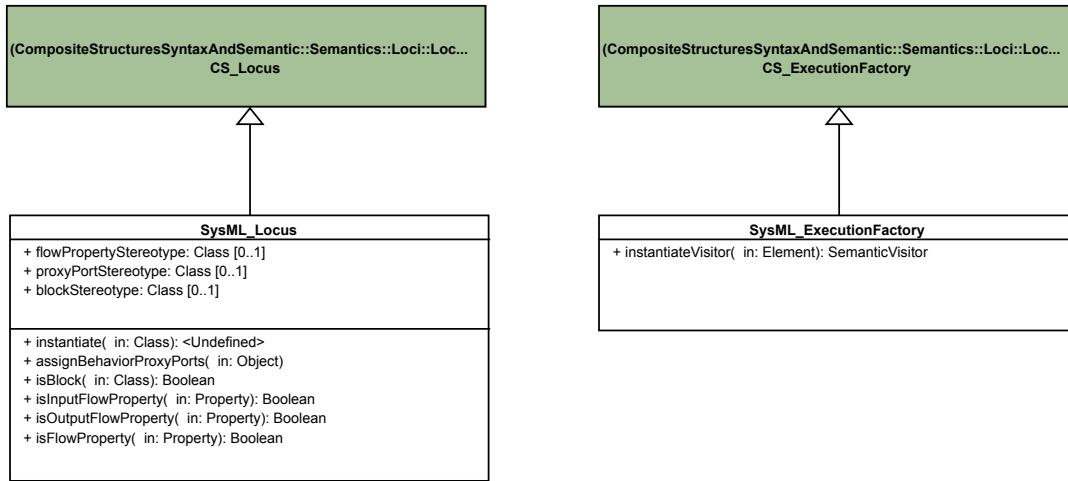 (CompositeStructuresSyntaxAndSemantic::Semantics::Loci::Loc...
CS_Locus
(CompositeStructuresSyntaxAndSemantic::Semantics::Loci::Loc...
CS_ExecutionFactory
SysML_Locus
+ flowPropertyStereotype: Class [0..1]
+ proxyPortStereotype: Class [0..1]
+ blockStereotype: Class [0..1]
+ instantiate(  in: Class): <Undefined>
+ assignBehaviorProxyPorts(  in: Object)
+ isBlock(  in: Class): Boolean
+ isInputFlowProperty(  in: Property): Boolean
+ isOutputFlowProperty(  in: Property): Boolean
+ isFlowProperty(  in: Property): Boolean
SysML_ExecutionFactory
+ instantiateVisitor(  in: Element): SemanticVisitor